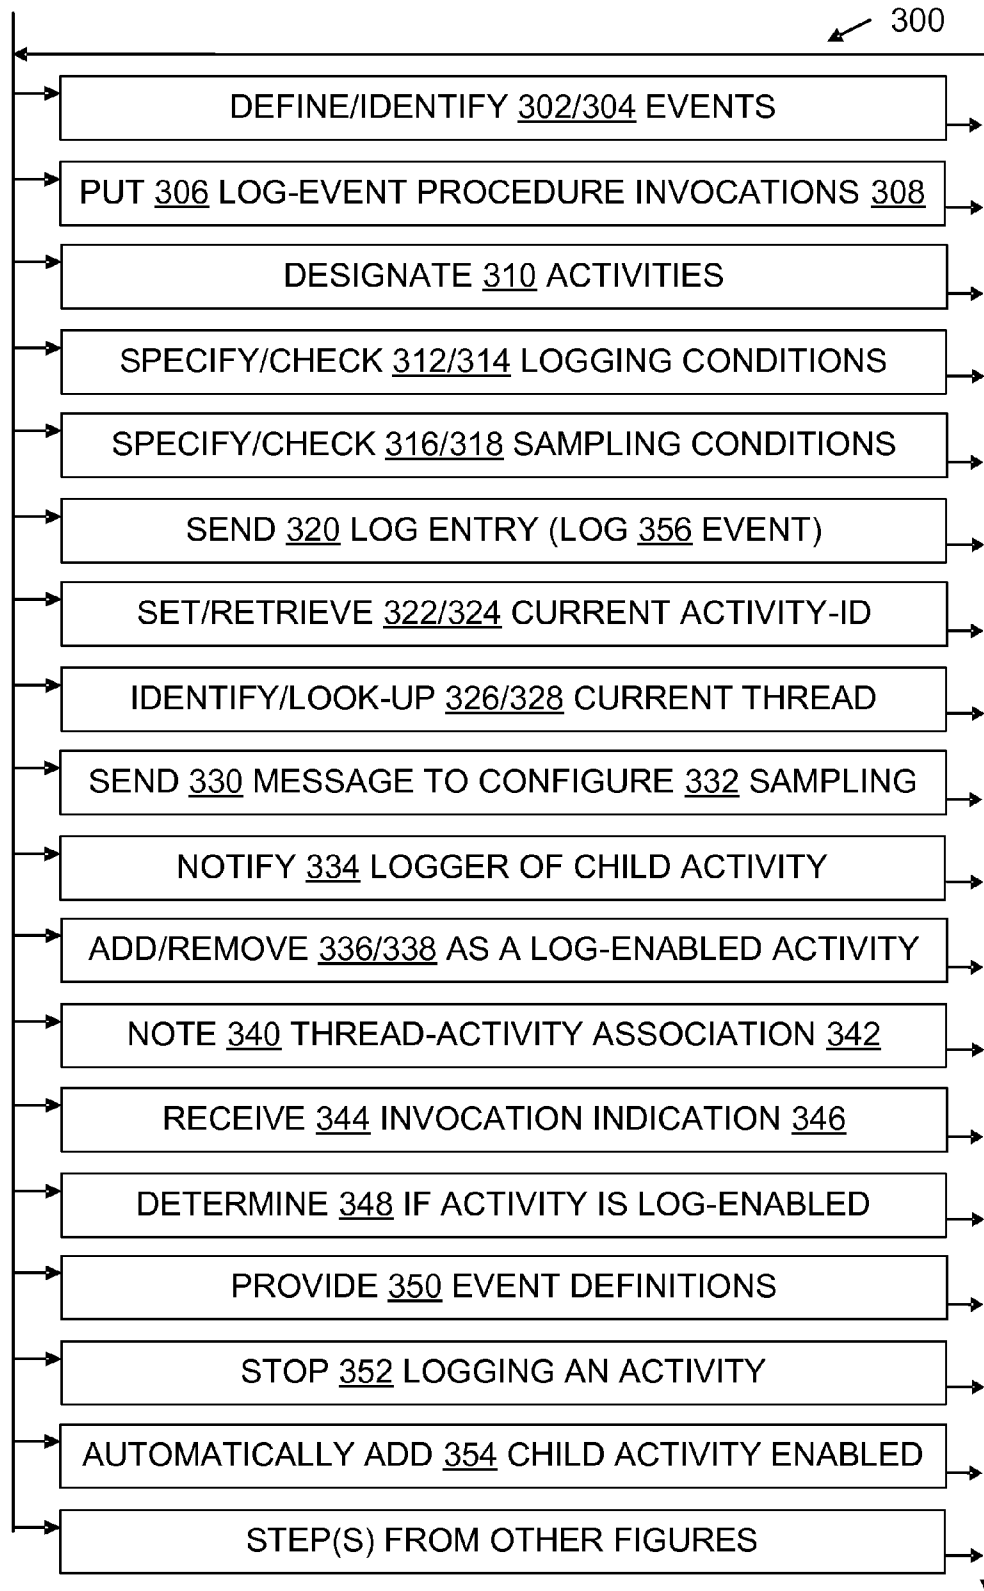 300
DEFINE/IDENTIFY 302/304 EVENTS
PUT 306 LOG-EVENT PROCEDURE INVOCATIONS 308
DESIGNATE 310 ACTIVITIES
SPECIFY/CHECK 312/314 LOGGING CONDITIONS
SPECIFY/CHECK 316/318 SAMPLING CONDITIONS
SEND 320 LOG ENTRY (LOG 356 EVENT)
SET/RETRIEVE 322/324 CURRENT ACTIVITY-ID
IDENTIFY/LOOK-UP 326/328 CURRENT THREAD
SEND 330 MESSAGE TO CONFIGURE 332 SAMPLING
NOTIFY 334 LOGGER OF CHILD ACTIVITY
ADD/REMOVE 336/338 AS A LOG-ENABLED ACTIVITY
NOTE 340 THREAD-ACTIVITY ASSOCIATION 342
RECEIVE 344 INVOCATION INDICATION 346
DETERMINE 348 IF ACTIVITY IS LOG-ENABLED
PROVIDE 350 EVENT DEFINITIONS
STOP 352 LOGGING AN ACTIVITY
AUTOMATICALLY ADD 354 CHILD ACTIVITY ENABLED
STEP(S) FROM OTHER FIGURES